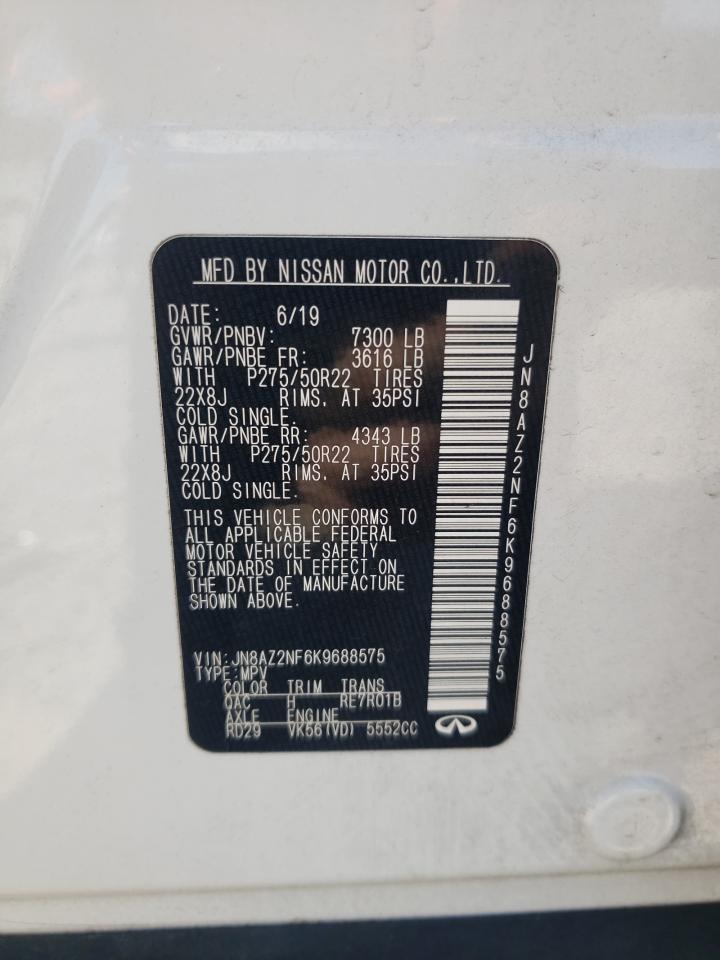 MFD BY NISSAN MOTOR CO.,LTD.
DATE: 6/19
GVWR/PNBV: 7300 LB
GAWR/PNBE FR: 3616 LB
WITH P275/50R22 TIRES
22X8J RIMS, AT 35PSI
COLD SINGLE.
GAWR/PNBE RR: 4343 LB
WITH P275/50R22 TIRES
22X8J RIMS, AT 35PSI
COLD SINGLE.
THIS VEHICLE CONFORMS TO
ALL APPLICABLE FEDERAL
MOTOR VEHICLE SAFETY
STANDARDS IN EFFECT ON
THE DATE OF MANUFACTURE
SHOWN ABOVE.
VIN:JN8AZ2NF6K9688575
TYPE:MPV
COLOR TRIM TRANS
QAC H RE7R01B
AXLE ENGINE
RD29 VK56(VD) 5552CC
JN8AZ2NF6K9688575